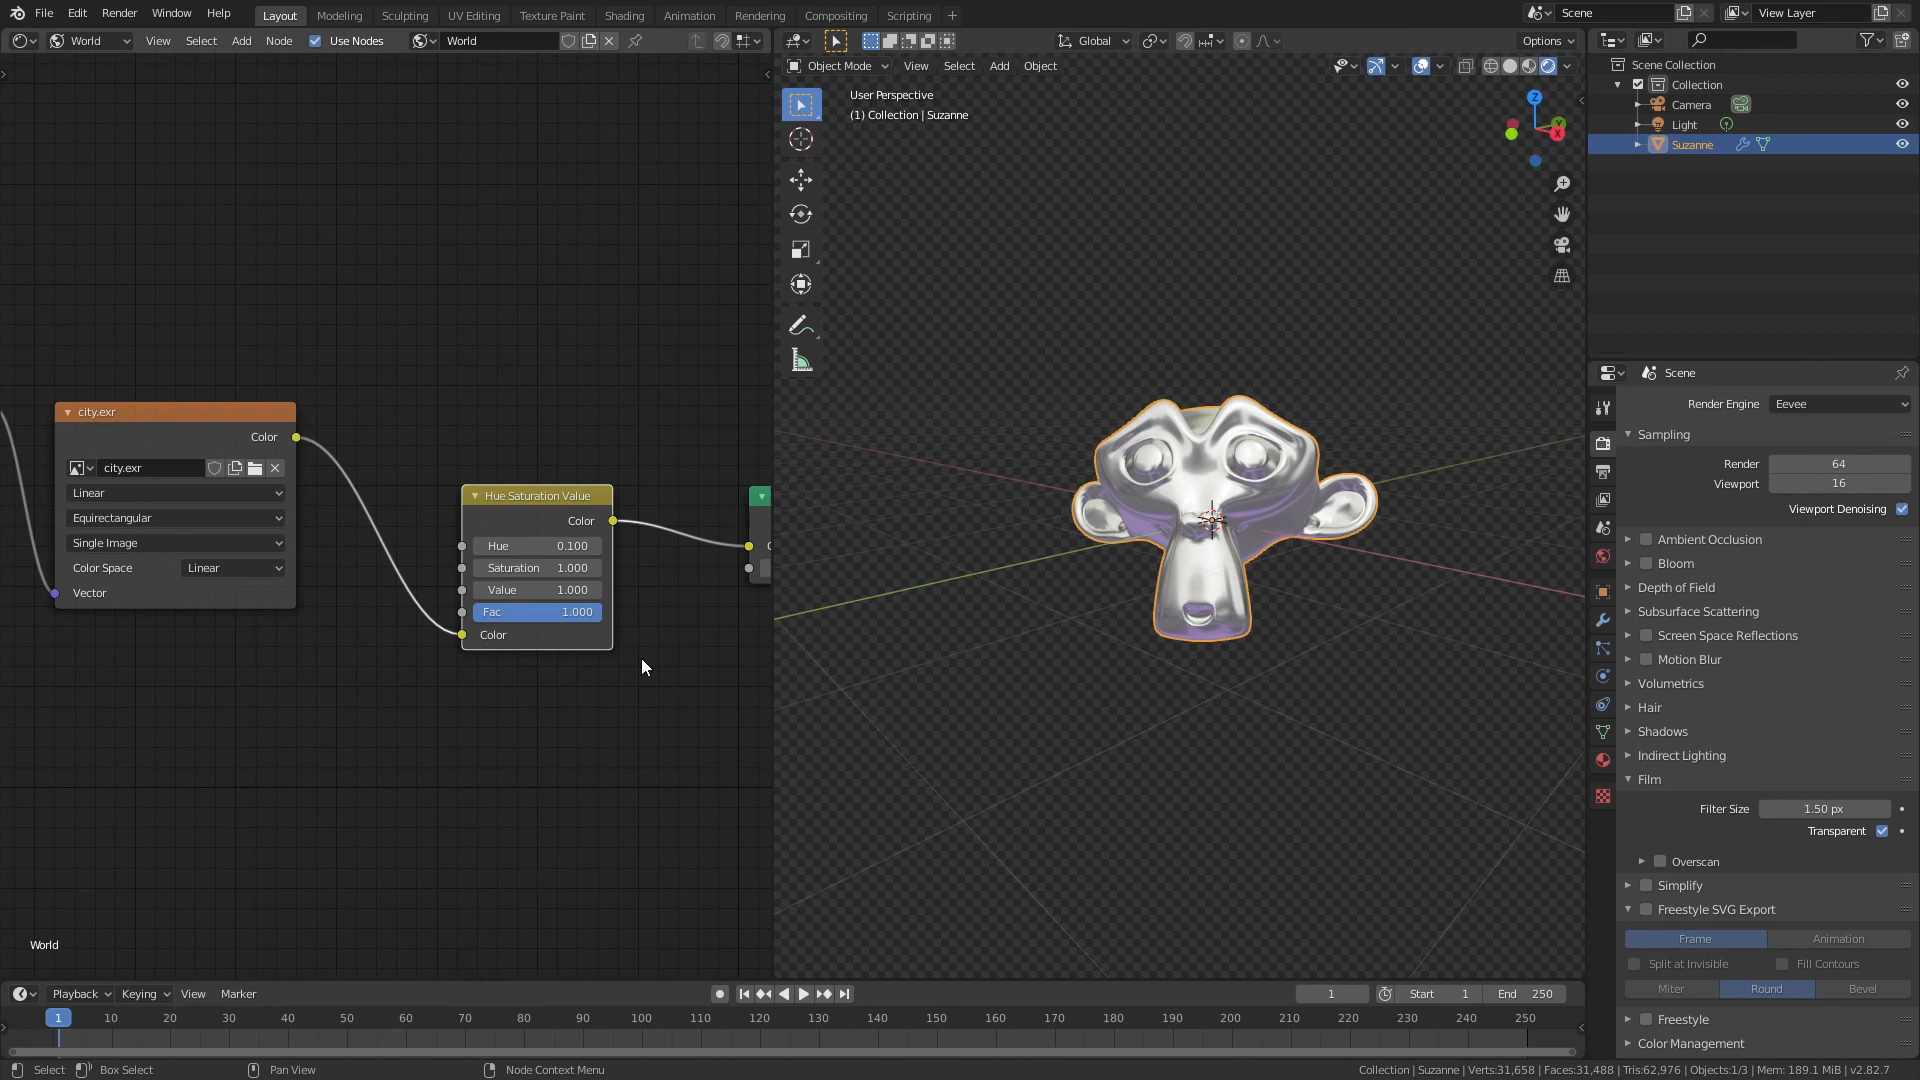 File Edit Render Window Help Layout Modeling Sculpting UV Editing Texture Paint Shading Animation Rendering Compositing Scripting + Scene View Layer
World View Select Add Node Use Nodes World Global Options
Object Mode View Select Add Object
User Perspective
(1) Collection | Suzanne
Z
Y
X
Scene Collection
Collection
Camera
Light
Suzanne
city.exr
Color
city.exr
Linear
Equirectangular
Single Image
Color Space Linear
Vector
Hue Saturation Value
Color
Hue 0.100
Saturation 1.000
Value 1.000
Fac 1.000
Color
World
Scene
Render Engine Eevee
Sampling
Render 64
Viewport 16
Viewport Denoising
Ambient Occlusion
Bloom
Depth of Field
Subsurface Scattering
Screen Space Reflections
Motion Blur
Volumetrics
Hair
Shadows
Indirect Lighting
Film
Filter Size 1.50 px
Transparent
Overscan
Simplify
Freestyle SVG Export
Frame Animation
Split at Invisible Fill Contours
Miter Round Bevel
Freestyle
Color Management
Playback Keying View Marker 1 Start 1 End 250
1 10 20 30 40 50 60 70 80 90 100 110 120 130 140 150 160 170 180 190 200 210 220 230 240 250
Select Box Select Pan View Node Context Menu Collection | Suzanne | Verts:31,658 | Faces:31,488 | Tris:62,976 | Objects:1/3 | Mem: 189.1 MiB | v2.82.7